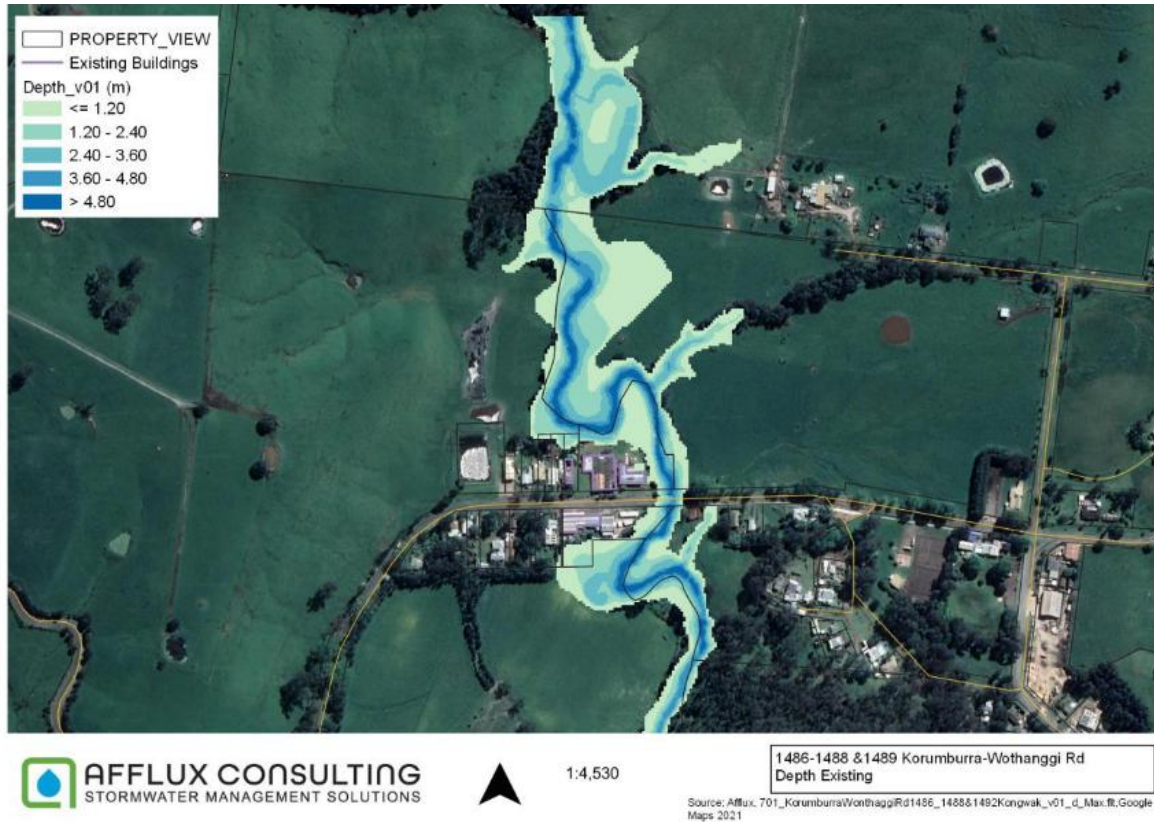 PROPERTY_VIEW
Existing Buildings
Depth_v01 (m)
<= 1.20
1.20 - 2.40
2.40 - 3.60
3.60 - 4.80
> 4.80
AFFLUX CONSULTING
STORMWATER MANAGEMENT SOLUTIONS
1:4,530
1486-1488 &1489 Korumburra-Wothanggi Rd
Depth Existing
Source: Afflux, 701_KorumburraWonthaggiRd1486_1488&1492Kongwak_v01_d_Max.flt;Google
Maps 2021